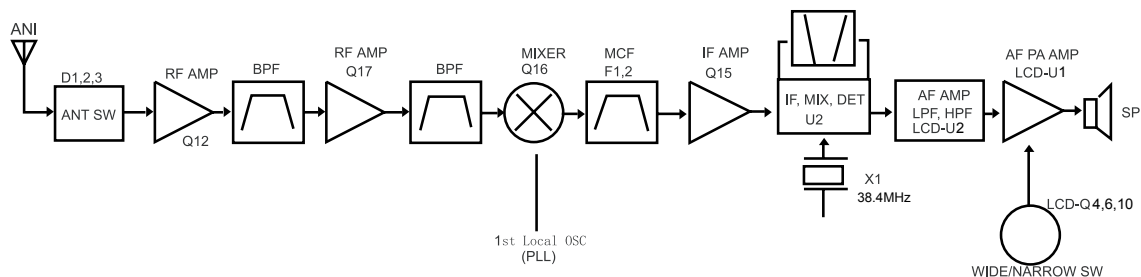 ANI
D1,2,3
ANT SW
RF AMP
Q12
BPF
RF AMP
Q17
BPF
MIXER
Q16
1st Local OSC
(PLL)
MCF
F1,2
IF AMP
Q15
IF, MIX, DET
U2
X1
38.4MHz
AF AMP
LPF, HPF
LCD-U2
AF PA AMP
LCD-U1
SP
LCD-Q4,6,10
WIDE/NARROW SW